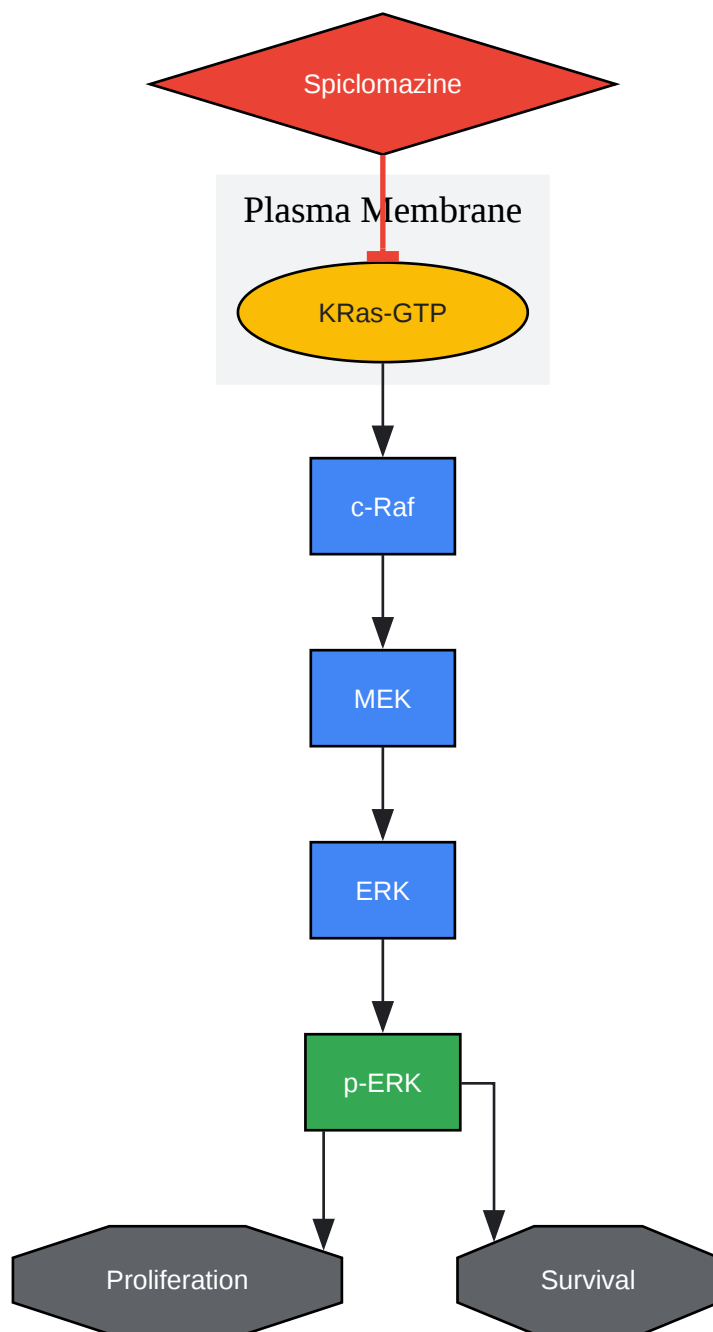 Spiclomazine
Plasma Membrane
KRas-GTP
c-Raf
MEK
ERK
p-ERK
Proliferation
Survival